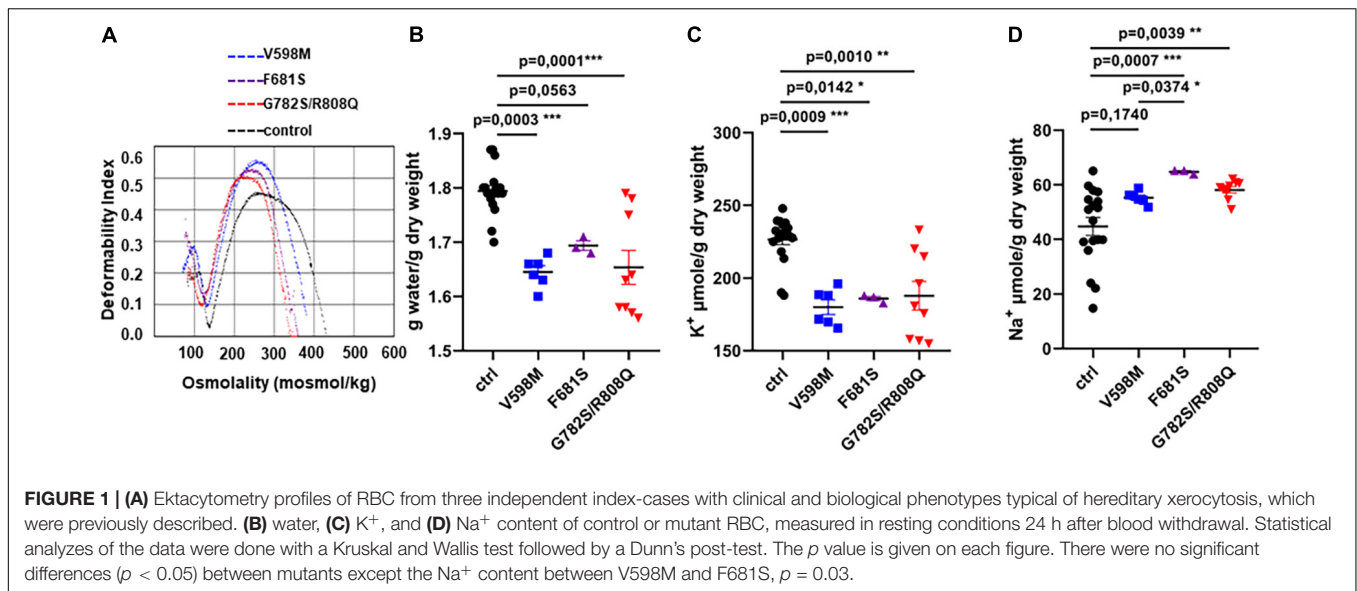 A
V598M
F681S
G782S/R808Q
control
0.6
0.5
0.4
0.3
0.2
0.1
0.0
Deformability Index
100 200 300 400 500 600
Osmolality (mosmol/kg)
B
p=0,0001***
p=0,0563
p=0,0003 ***
1.9
1.8
1.7
1.6
1.5
g water/g dry weight
ctrl
V598M
F681S
G782S/R808Q
C
p=0,0010 **
p=0,0142 *
p=0,0009 ***
300
250
200
150
K+ µmole/g dry weight
ctrl
V598M
F681S
G782S/R808Q
D
p=0,0039 **
p=0,0007 ***
p=0,0374 *
p=0,1740
80
60
40
20
0
Na+ µmole/g dry weight
ctrl
V598M
F681S
G782S/R808Q
FIGURE 1 | (A) Ektacytometry profiles of RBC from three independent index-cases with clinical and biological phenotypes typical of hereditary xerocytosis, which
were previously described. (B) water, (C) K+, and (D) Na+ content of control or mutant RBC, measured in resting conditions 24 h after blood withdrawal. Statistical
analyzes of the data were done with a Kruskal and Wallis test followed by a Dunn's post-test. The p value is given on each figure. There were no significant
differences (p < 0.05) between mutants except the Na+ content between V598M and F681S, p = 0.03.